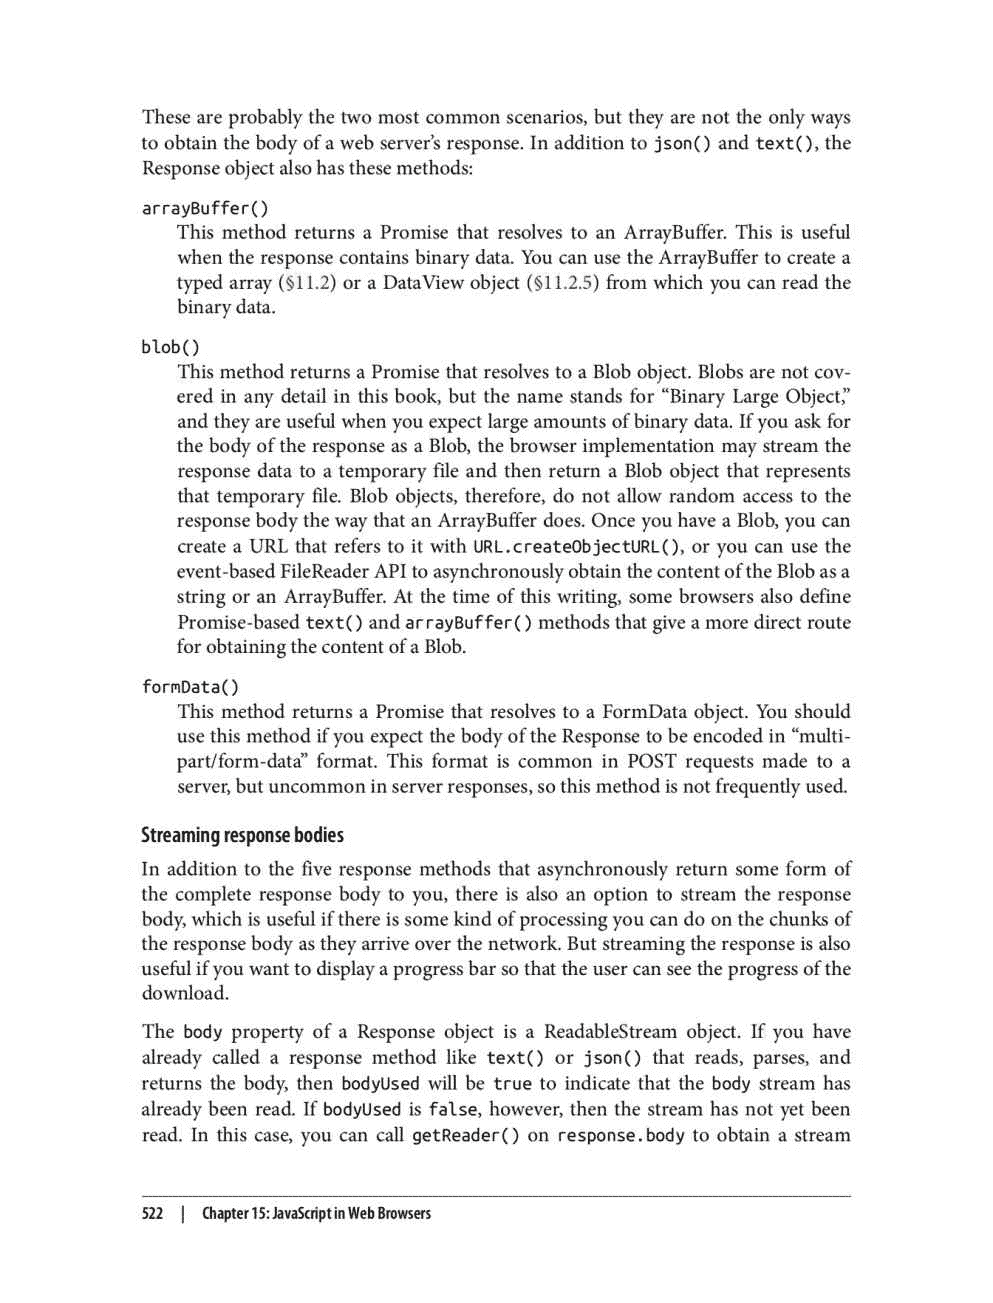 These are probably the two most common scenarios, but they are not the only ways
to obtain the body of a web server’s response. In addition to json() and text(), the
Response object also has these methods:
arrayBuffer()
This method returns a Promise that resolves to an ArrayBuffer. This is useful
when the response contains binary data. You can use the ArrayBuffer to create a
typed array (§11.2) or a DataView object (§11.2.5) from which you can read the
binary data.
blob()
This method returns a Promise that resolves to a Blob object. Blobs are not cov-
ered in any detail in this book, but the name stands for “Binary Large Object,”
and they are useful when you expect large amounts of binary data. If you ask for
the body of the response as a Blob, the browser implementation may stream the
response data to a temporary file and then return a Blob object that represents
that temporary file. Blob objects, therefore, do not allow random access to the
response body the way that an ArrayBuffer does. Once you have a Blob, you can
create a URL that refers to it with URL.createObjectURL(), or you can use the
event-based FileReader API to asynchronously obtain the content of the Blob as a
string or an ArrayBuffer. At the time of this writing, some browsers also define
Promise-based text() and arrayBuffer() methods that give a more direct route
for obtaining the content of a Blob.
formData()
This method returns a Promise that resolves to a FormData object. You should
use this method if you expect the body of the Response to be encoded in “multi-
part/form-data” format. This format is common in POST requests made to a
server, but uncommon in server responses, so this method is not frequently used.
Streaming response bodies
In addition to the five response methods that asynchronously return some form of
the complete response body to you, there is also an option to stream the response
body, which is useful if there is some kind of processing you can do on the chunks of
the response body as they arrive over the network. But streaming the response is also
useful if you want to display a progress bar so that the user can see the progress of the
download.
The body property of a Response object is a ReadableStream object. If you have
already called a response method like text() or json() that reads, parses, and
returns the body, then bodyUsed will be true to indicate that the body stream has
already been read. If bodyUsed is false, however, then the stream has not yet been
read. In this case, you can call getReader() on response.body to obtain a stream
522 | Chapter 15: JavaScript in Web Browsers